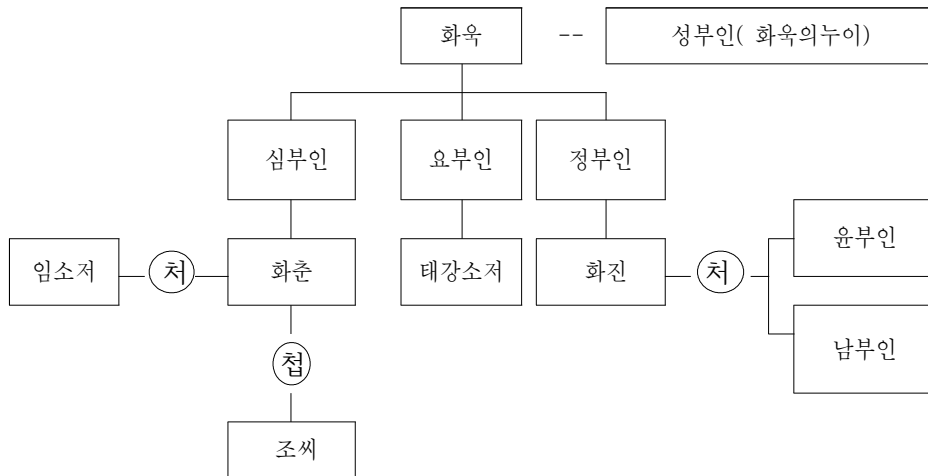 화욱 -- 성부인( 화욱의누이)
심부인 요부인 정부인
윤부인
임소저 처 화춘 태강소저 화진 처
남부인
첩
조씨